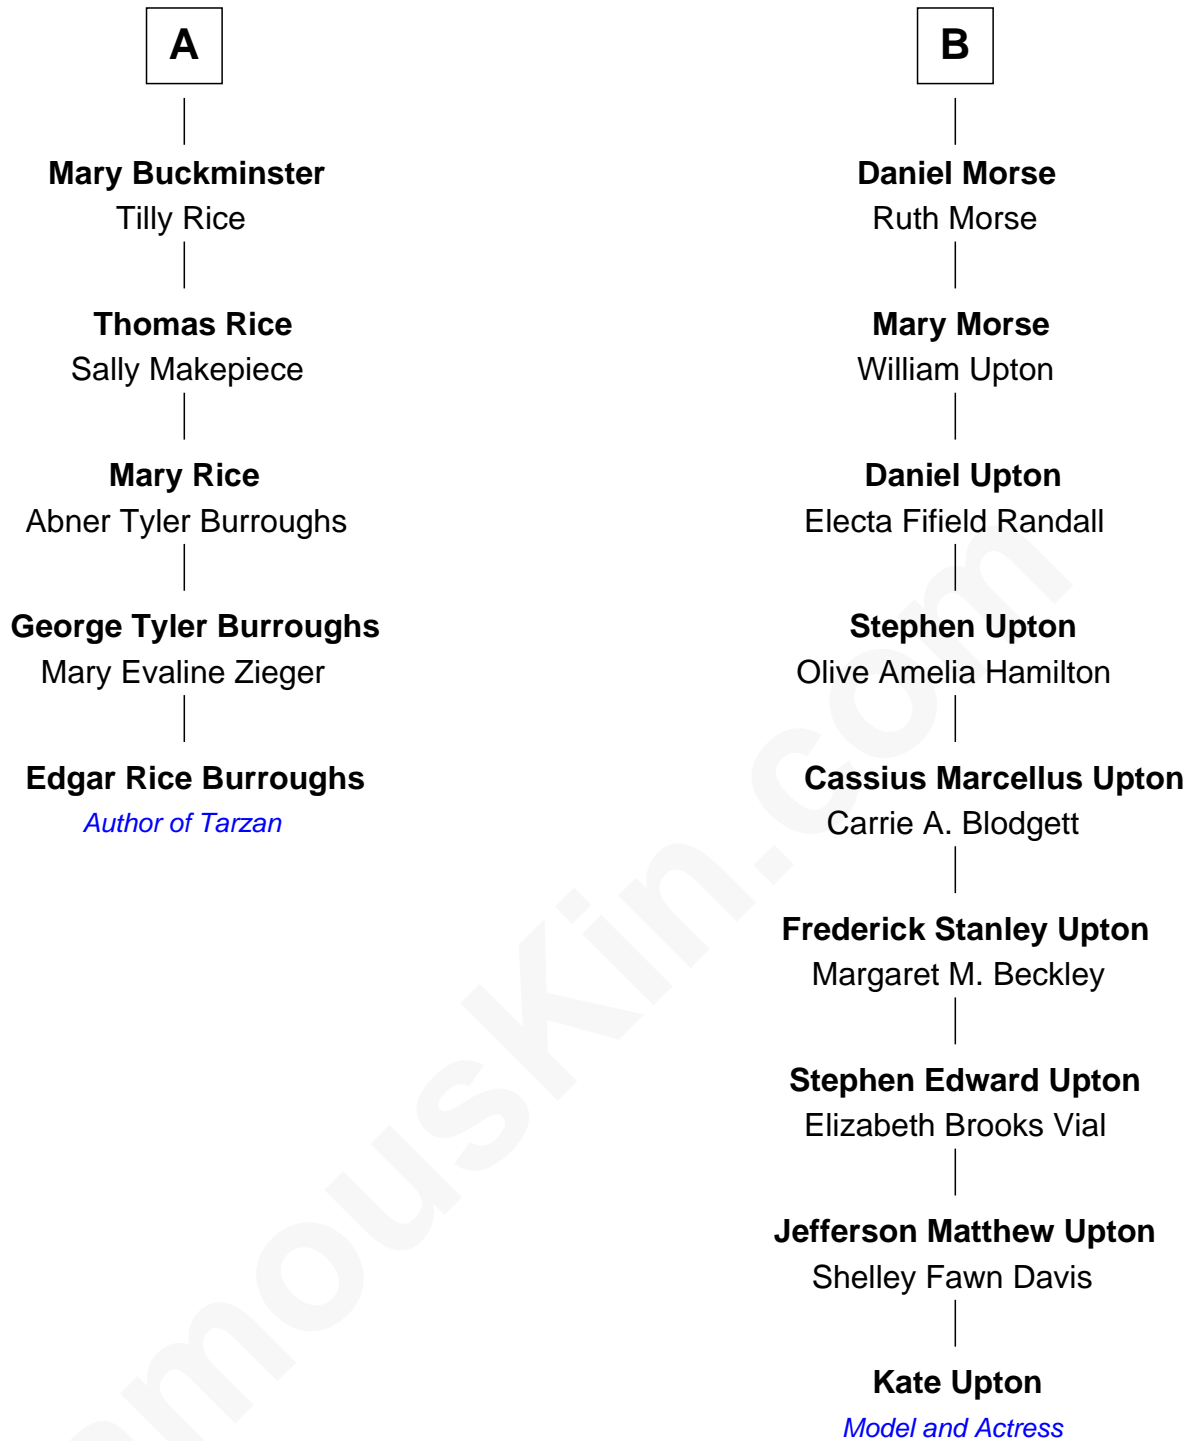 A
Mary Buckminster
Tilly Rice
Thomas Rice
Sally Makepiece
Mary Rice
Abner Tyler Burroughs
George Tyler Burroughs
Mary Evaline Zieger
Edgar Rice Burroughs
Author of Tarzan
B
Daniel Morse
Ruth Morse
Mary Morse
William Upton
Daniel Upton
Electa Fifield Randall
Stephen Upton
Olive Amelia Hamilton
Cassius Marcellus Upton
Carrie A. Blodgett
Frederick Stanley Upton
Margaret M. Beckley
Stephen Edward Upton
Elizabeth Brooks Vial
Jefferson Matthew Upton
Shelley Fawn Davis
Kate Upton
Model and Actress
amouskin.com